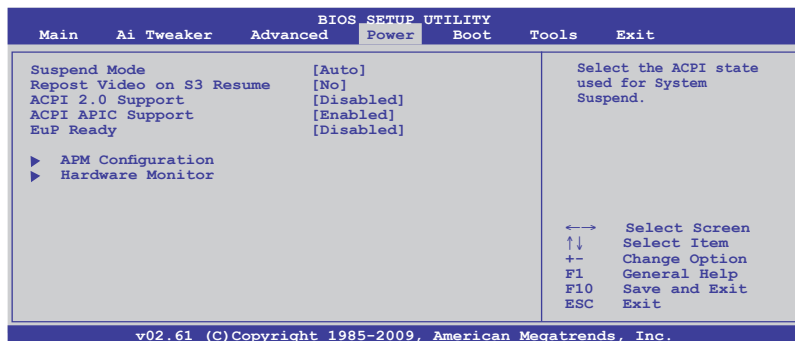 BIOS SETUP UTILITY
Main Ai Tweaker Advanced Power Boot Tools Exit
Suspend Mode [Auto]
Repost Video on S3 Resume [No]
ACPI 2.0 Support [Disabled]
ACPI APIC Support [Enabled]
EuP Ready [Disabled]
▶ APM Configuration
▶ Hardware Monitor
Select the ACPI state
used for System
Suspend.
←→ Select Screen
↑↓ Select Item
+- Change Option
F1 General Help
F10 Save and Exit
ESC Exit
v02.61 (C)Copyright 1985-2009, American Megatrends, Inc.